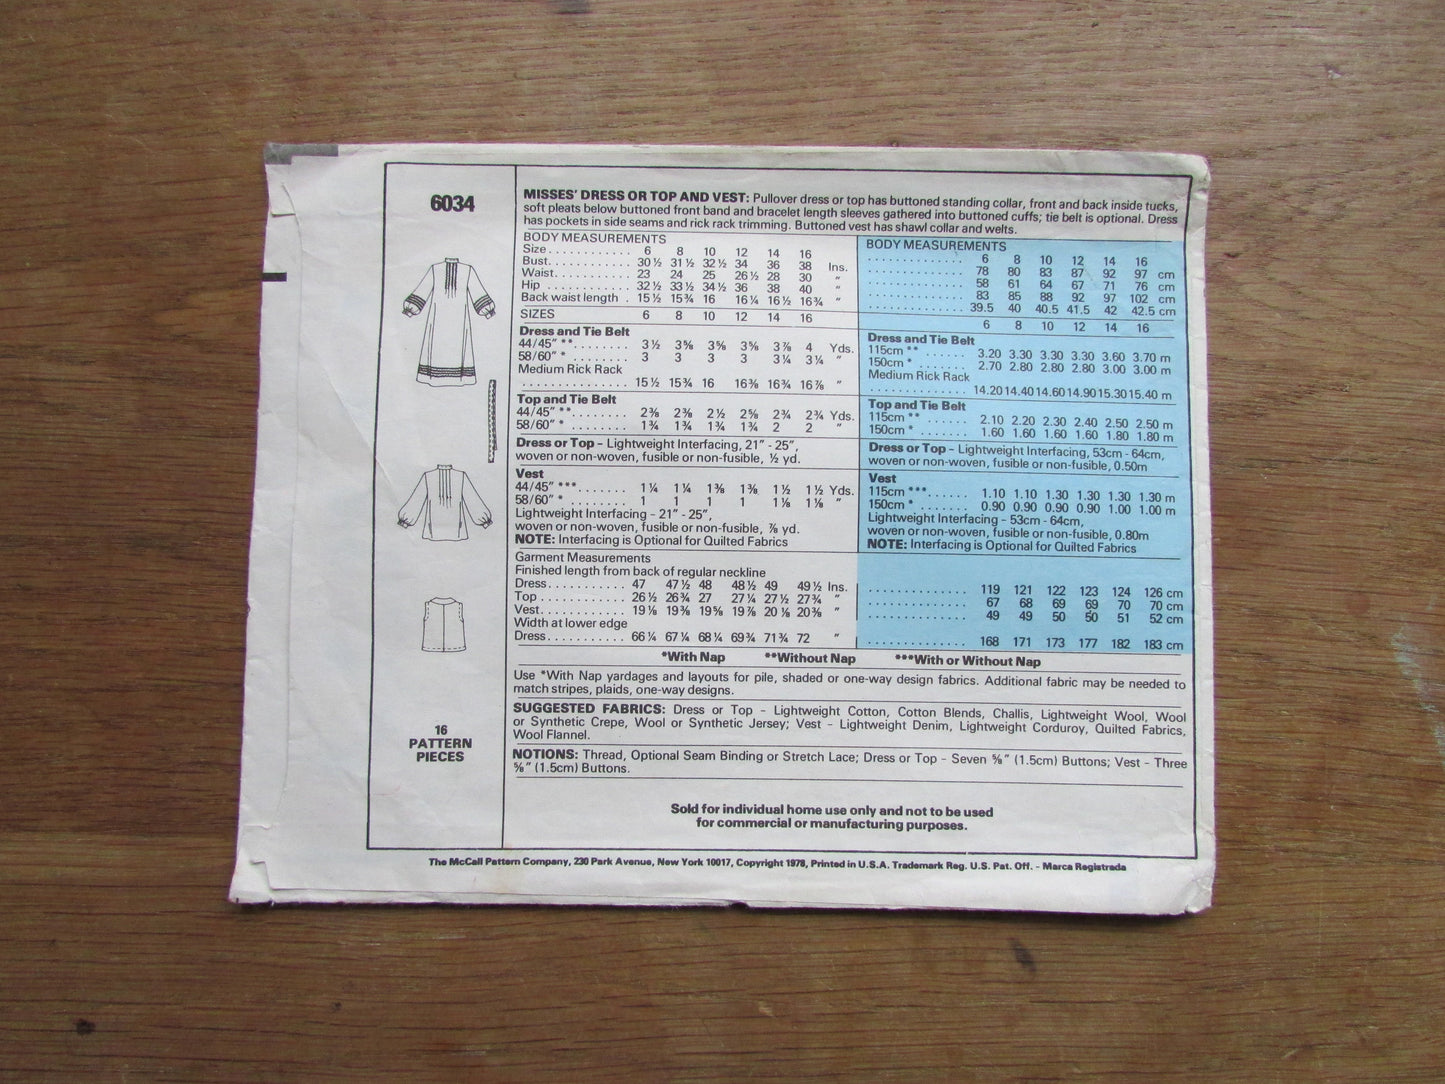 6034
MISSES' DRESS OR TOP AND VEST: Pullover dress or top has buttoned standing collar, front and back inside tucks,
soft pleats below buttoned front band and bracelet length sleeves gathered into buttoned cuffs; tie belt is optional. Dress
has pockets in side seams and rick rack trimming. Buttoned vest has shawl collar and welts.
BODY MEASUREMENTS
Size........... 6 8 10 12 14 16
Bust........... 30½ 31½ 32½ 34 36 38 Ins.
Waist.......... 23 24 25 26½ 28 30 "
Hip ........... 32½ 33½ 34½ 36 38 40 "
Back waist length . 15½ 15¾ 16 16¼ 16½ 16¾ "
SIZES 6 8 10 12 14 16
Dress and Tie Belt
44/45" **........ 3½ 3⅝ 3⅝ 3⅝ 3⅞ 4 Yds.
58/60" *......... 3 3 3 3 3¼ 3¼ "
Medium Rick Rack
............... 15½ 15¾ 16 16⅜ 16¾ 16⅞ "
Top and Tie Belt
44/45" **........ 2⅜ 2⅜ 2½ 2⅝ 2¾ 2¾ Yds.
58/60" *......... 1¾ 1¾ 1¾ 1¾ 2 2 "
Dress or Top – Lightweight Interfacing, 21" - 25",
woven or non-woven, fusible or non-fusible, ½ yd.
Vest
44/45" ***....... 1¼ 1¼ 1⅜ 1⅜ 1½ 1½ Yds.
58/60" *......... 1 1 1 1 1⅛ 1⅛ "
Lightweight Interfacing – 21" - 25",
woven or non-woven, fusible or non-fusible, ⅞ yd.
NOTE: Interfacing is Optional for Quilted Fabrics
Garment Measurements
Finished length from back of regular neckline
Dress........... 47 47½ 48 48½ 49 49½ Ins.
Top ............ 26½ 26¾ 27 27¼ 27½ 27¾ "
Vest............ 19⅛ 19⅜ 19⅝ 19⅞ 20⅛ 20⅜ "
Width at lower edge
Dress........... 66¼ 67¼ 68¼ 69¾ 71¾ 72 "
BODY MEASUREMENTS
............... 6 8 10 12 14 16
............... 78 80 83 87 92 97 cm
............... 58 61 64 67 71 76 cm
............... 83 85 88 92 97 102 cm
............... 39.5 40 40.5 41.5 42 42.5 cm
6 8 10 12 14 16
Dress and Tie Belt
115cm ** ...... 3.20 3.30 3.30 3.30 3.60 3.70 m
150cm * ....... 2.70 2.80 2.80 2.80 3.00 3.00 m
Medium Rick Rack
............... 14.20 14.40 14.60 14.90 15.30 15.40 m
Top and Tie Belt
115cm ** ...... 2.10 2.20 2.30 2.40 2.50 2.50 m
150cm * ....... 1.60 1.60 1.60 1.60 1.80 1.80 m
Dress or Top – Lightweight Interfacing, 53cm - 64cm,
woven or non-woven, fusible or non-fusible, 0.50m
Vest
115cm ***...... 1.10 1.10 1.30 1.30 1.30 1.30 m
150cm * ....... 0.90 0.90 0.90 0.90 1.00 1.00 m
Lightweight Interfacing – 53cm - 64cm,
woven or non-woven, fusible or non-fusible, 0.80m
NOTE: Interfacing is Optional for Quilted Fabrics
............... 119 121 122 123 124 126 cm
............... 67 68 69 69 70 70 cm
............... 49 49 50 50 51 52 cm
............... 168 171 173 177 182 183 cm
*With Nap **Without Nap ***With or Without Nap
Use *With Nap yardages and layouts for pile, shaded or one-way design fabrics. Additional fabric may be needed to
match stripes, plaids, one-way designs.
SUGGESTED FABRICS: Dress or Top – Lightweight Cotton, Cotton Blends, Challis, Lightweight Wool, Wool
or Synthetic Crepe, Wool or Synthetic Jersey; Vest – Lightweight Denim, Lightweight Corduroy, Quilted Fabrics,
Wool Flannel.
16
PATTERN
PIECES
NOTIONS: Thread, Optional Seam Binding or Stretch Lace; Dress or Top – Seven ⅝" (1.5cm) Buttons; Vest – Three
⅝" (1.5cm) Buttons.
Sold for individual home use only and not to be used
for commercial or manufacturing purposes.
The McCall Pattern Company, 230 Park Avenue, New York 10017, Copyright 1978, Printed in U.S.A. Trademark Reg. U.S. Pat. Off. - Marca Registrada